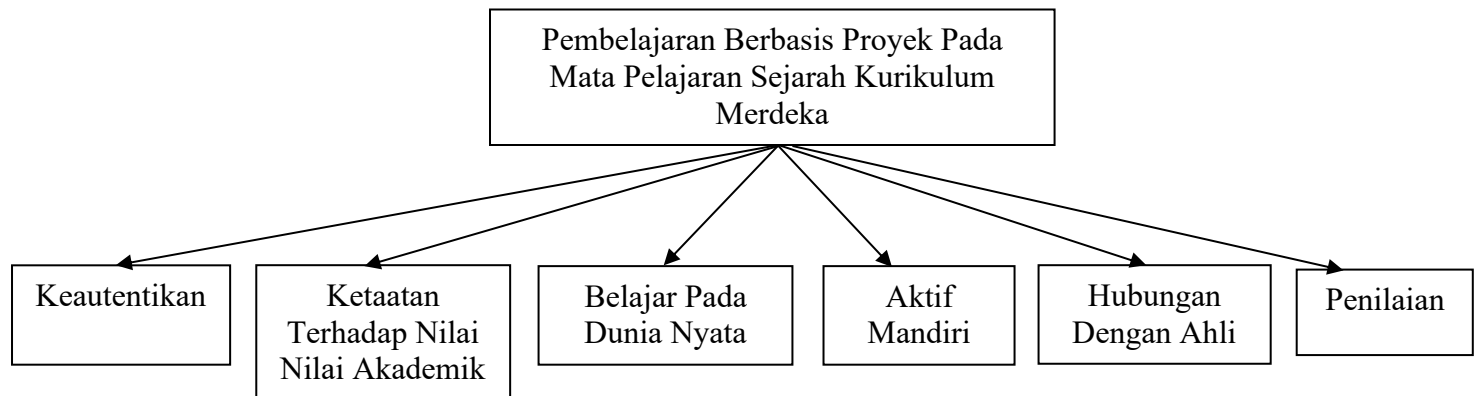 Pembelajaran Berbasis Proyek Pada
Mata Pelajaran Sejarah Kurikulum
Merdeka
Keautentikan
Ketaatan
Terhadap Nilai
Nilai Akademik
Belajar Pada
Dunia Nyata
Aktif
Mandiri
Hubungan
Dengan Ahli
Penilaian